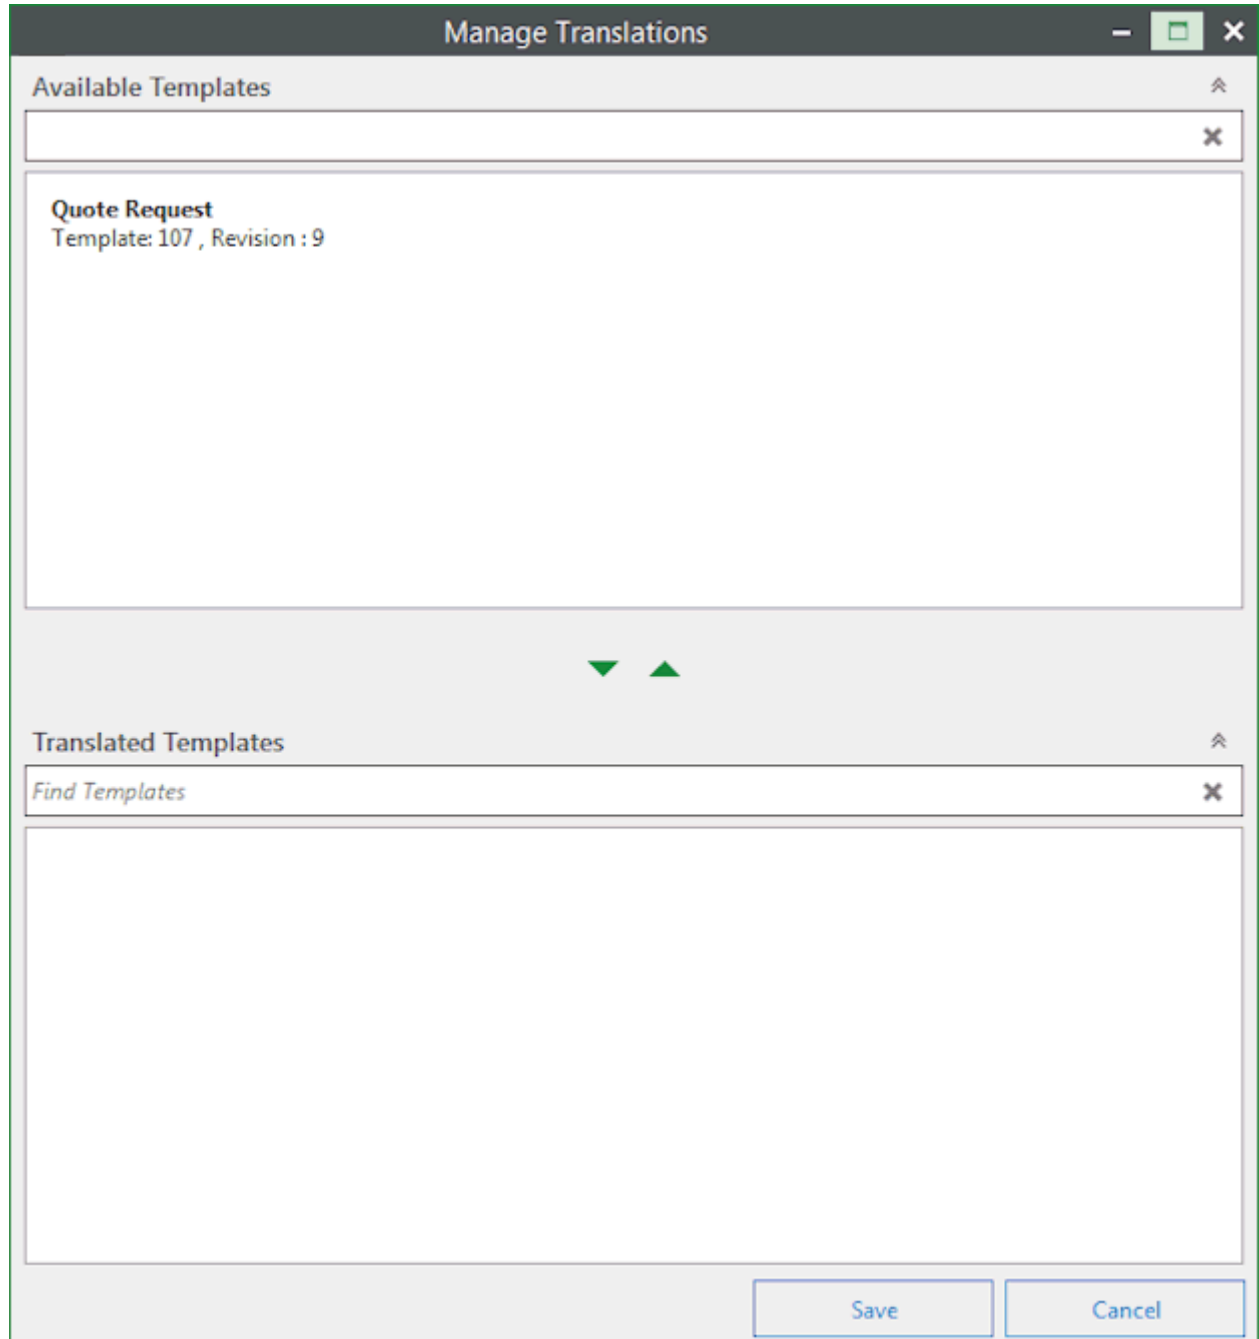 Manage Translations
Available Templates
Quote Request
Template: 107 , Revision : 9
Translated Templates
Find Templates
Save
Cancel